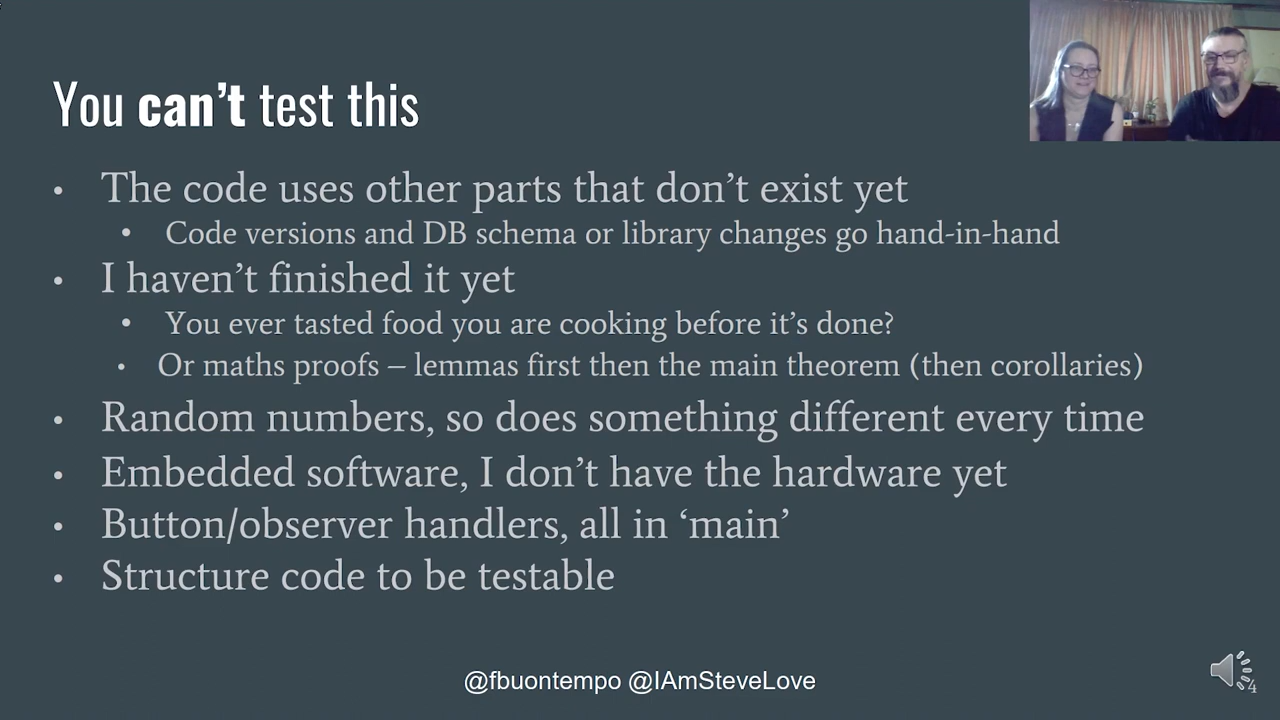 You can't test this
• The code uses other parts that don't exist yet
• Code versions and DB schema or library changes go hand-in-hand
• I haven't finished it yet
• You ever tasted food you are cooking before it's done?
• Or maths proofs – lemmas first then the main theorem (then corollaries)
• Random numbers, so does something different every time
• Embedded software, I don't have the hardware yet
• Button/observer handlers, all in ‘main’
• Structure code to be testable
@fbuontempo @IAmSteveLove
4